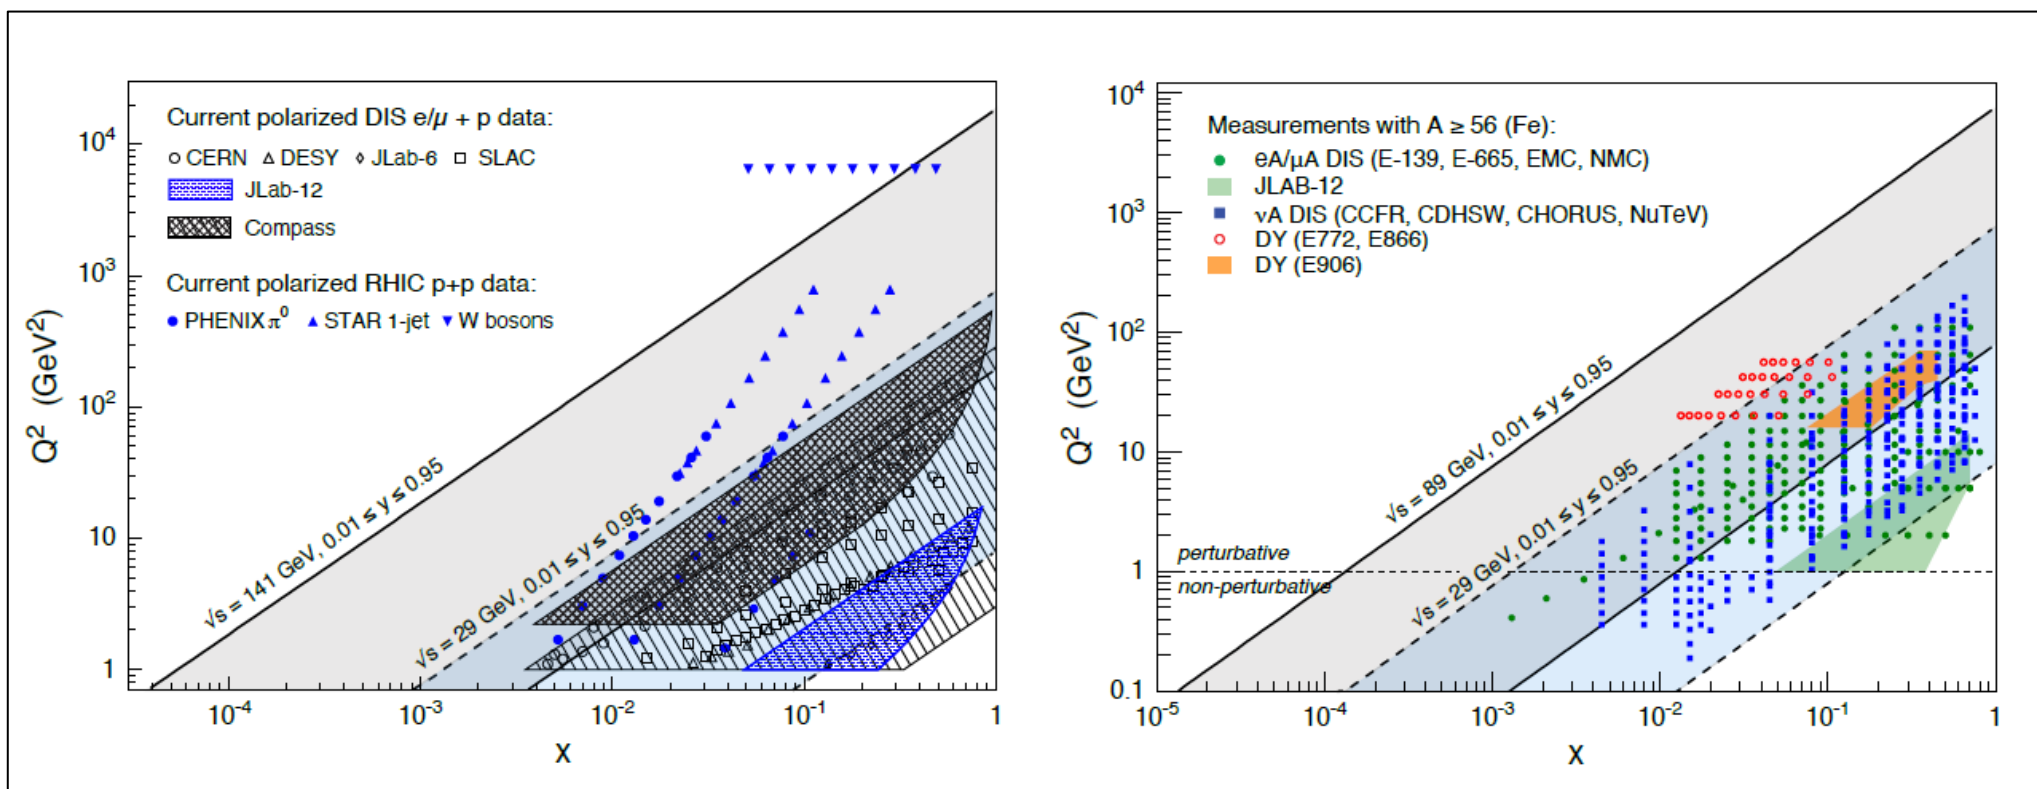 Current polarized DIS e/μ + p data:
CERN DESY JLab-6 SLAC
JLab-12
Compass
Current polarized RHIC p+p data:
PHENIX π⁰ STAR 1-jet W bosons
√s = 141 GeV, 0.01 ≤ y ≤ 0.95
√s = 29 GeV, 0.01 ≤ y ≤ 0.95
Q² (GeV²)
10⁴
10³
10²
10
1
10⁻⁴ 10⁻³ 10⁻² 10⁻¹ 1
x
Measurements with A ≥ 56 (Fe):
eA/μA DIS (E-139, E-665, EMC, NMC)
JLAB-12
νA DIS (CCFR, CDHSW, CHORUS, NuTeV)
DY (E772, E866)
DY (E906)
√s = 89 GeV, 0.01 ≤ y ≤ 0.95
√s = 29 GeV, 0.01 ≤ y ≤ 0.95
perturbative
non-perturbative
Q² (GeV²)
10⁴
10³
10²
10
1
0.1
10⁻⁵ 10⁻⁴ 10⁻³ 10⁻² 10⁻¹ 1
x